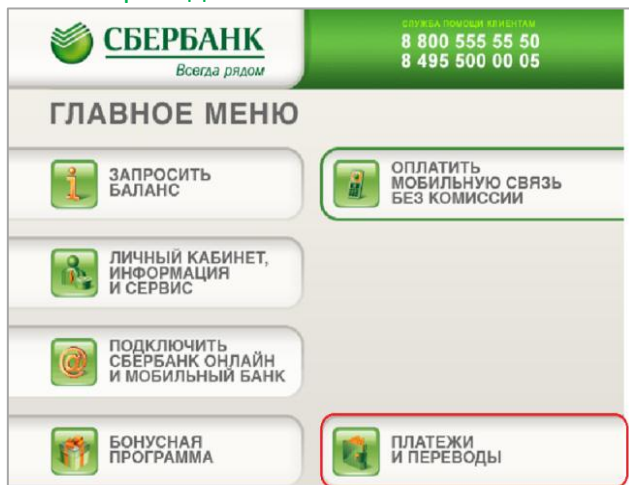 СБЕРБАНК
Всегда рядом
СЛУЖБА ПОМОЩИ КЛИЕНТАМ
8 800 555 55 50
8 495 500 00 05
ГЛАВНОЕ МЕНЮ
ЗАПРОСИТЬ
БАЛАНС
ОПЛАТИТЬ
МОБИЛЬНУЮ СВЯЗЬ
БЕЗ КОМИССИИ
ЛИЧНЫЙ КАБИНЕТ,
ИНФОРМАЦИЯ
И СЕРВИС
ПОДКЛЮЧИТЬ
СБЕРБАНК ОНЛАЙН
И МОБИЛЬНЫЙ БАНК
БОНУСНАЯ
ПРОГРАММА
ПЛАТЕЖИ
И ПЕРЕВОДЫ